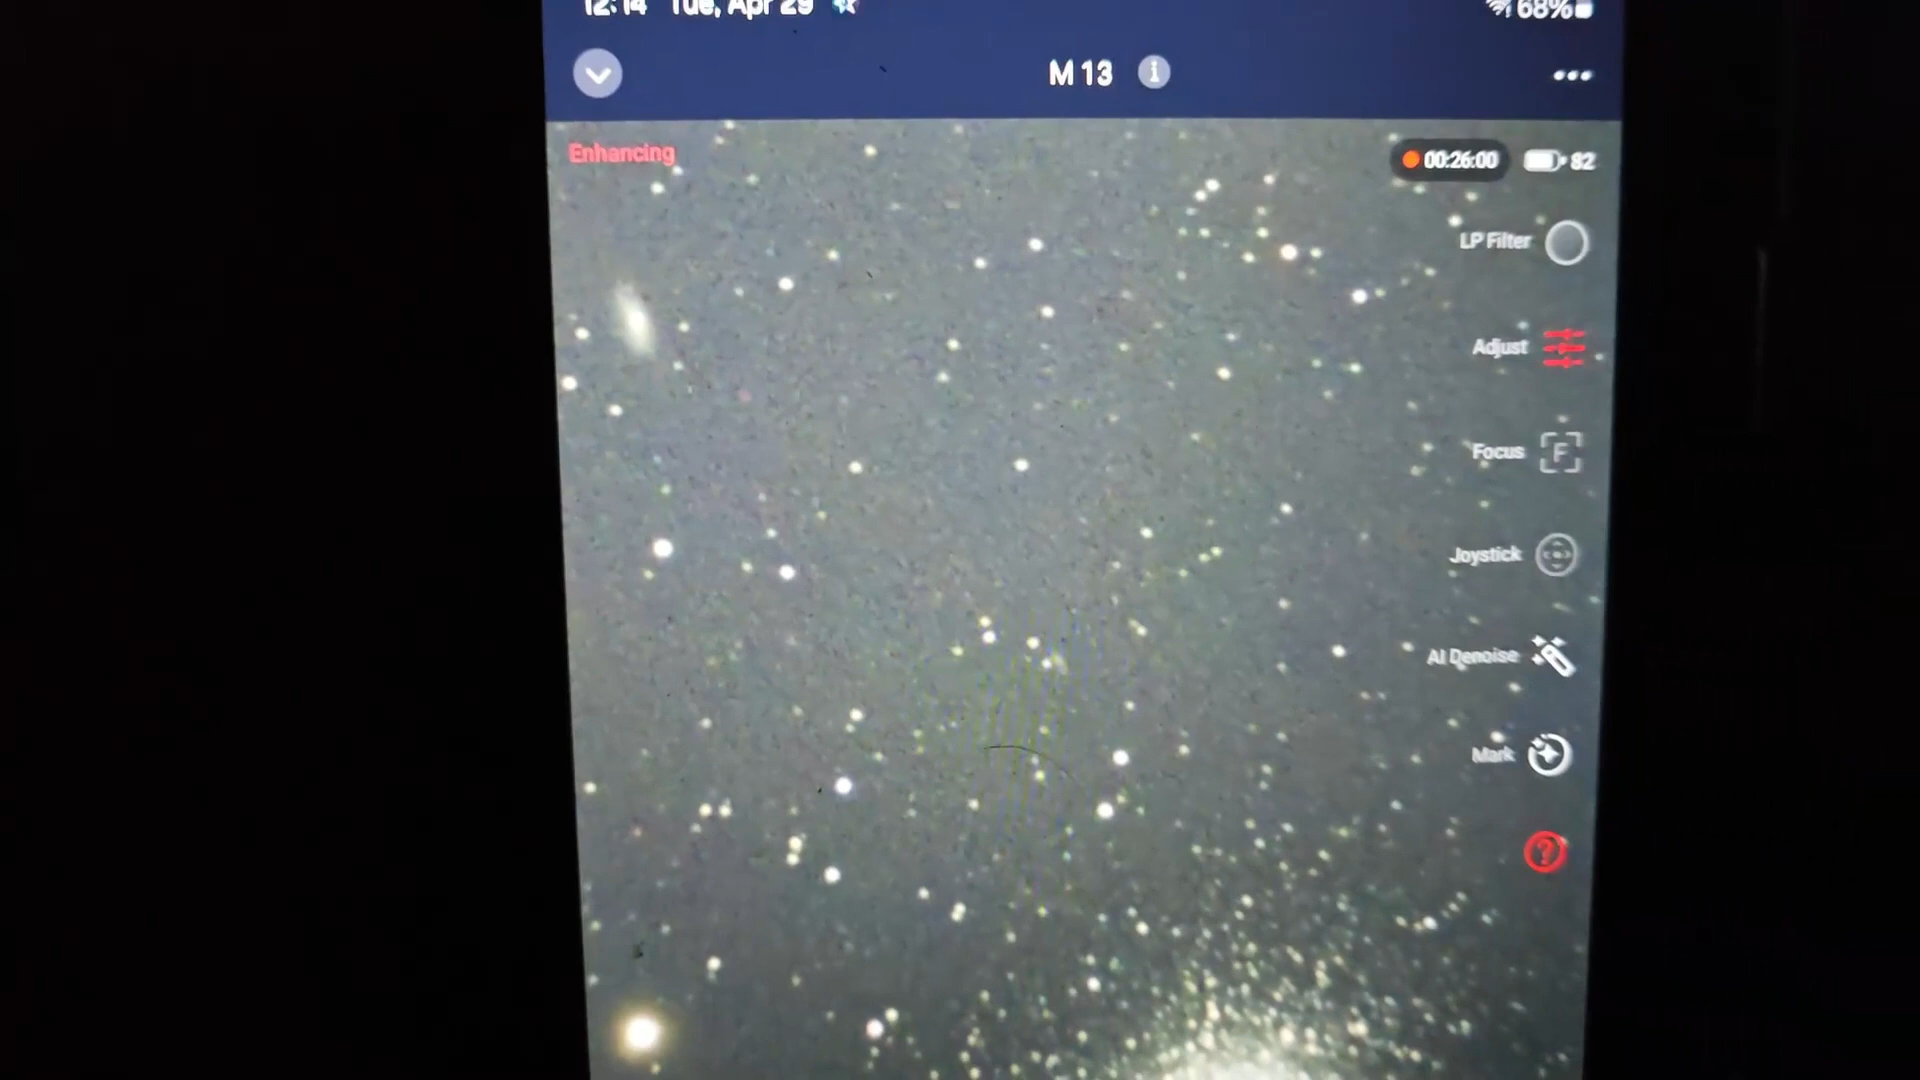 12:14 Tue, Apr 29
68%
M 13 i
Enhancing
00:26:00 82
LP Filter
Adjust
Focus F
Joystick
AI Denoise
Mark
?